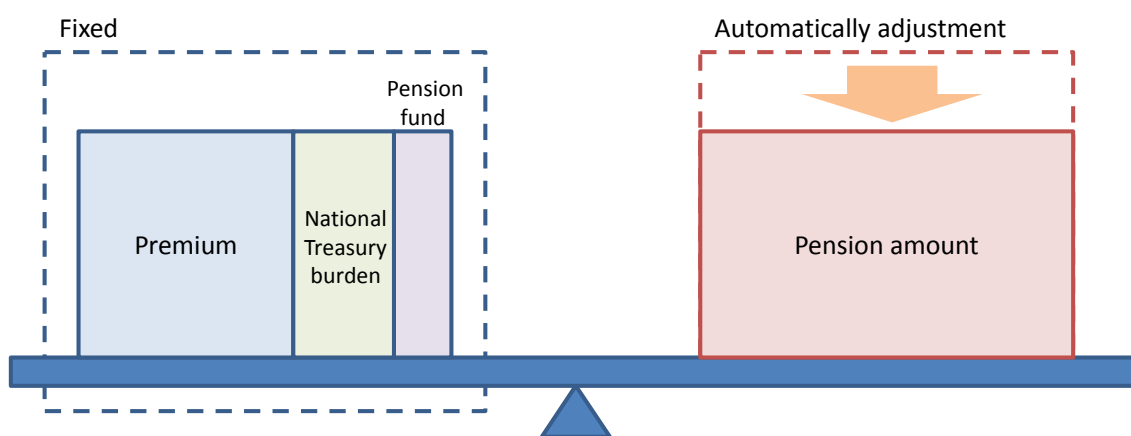 Fixed
Automatically adjustment
Pension
fund
Premium
National
Treasury
burden
Pension amount